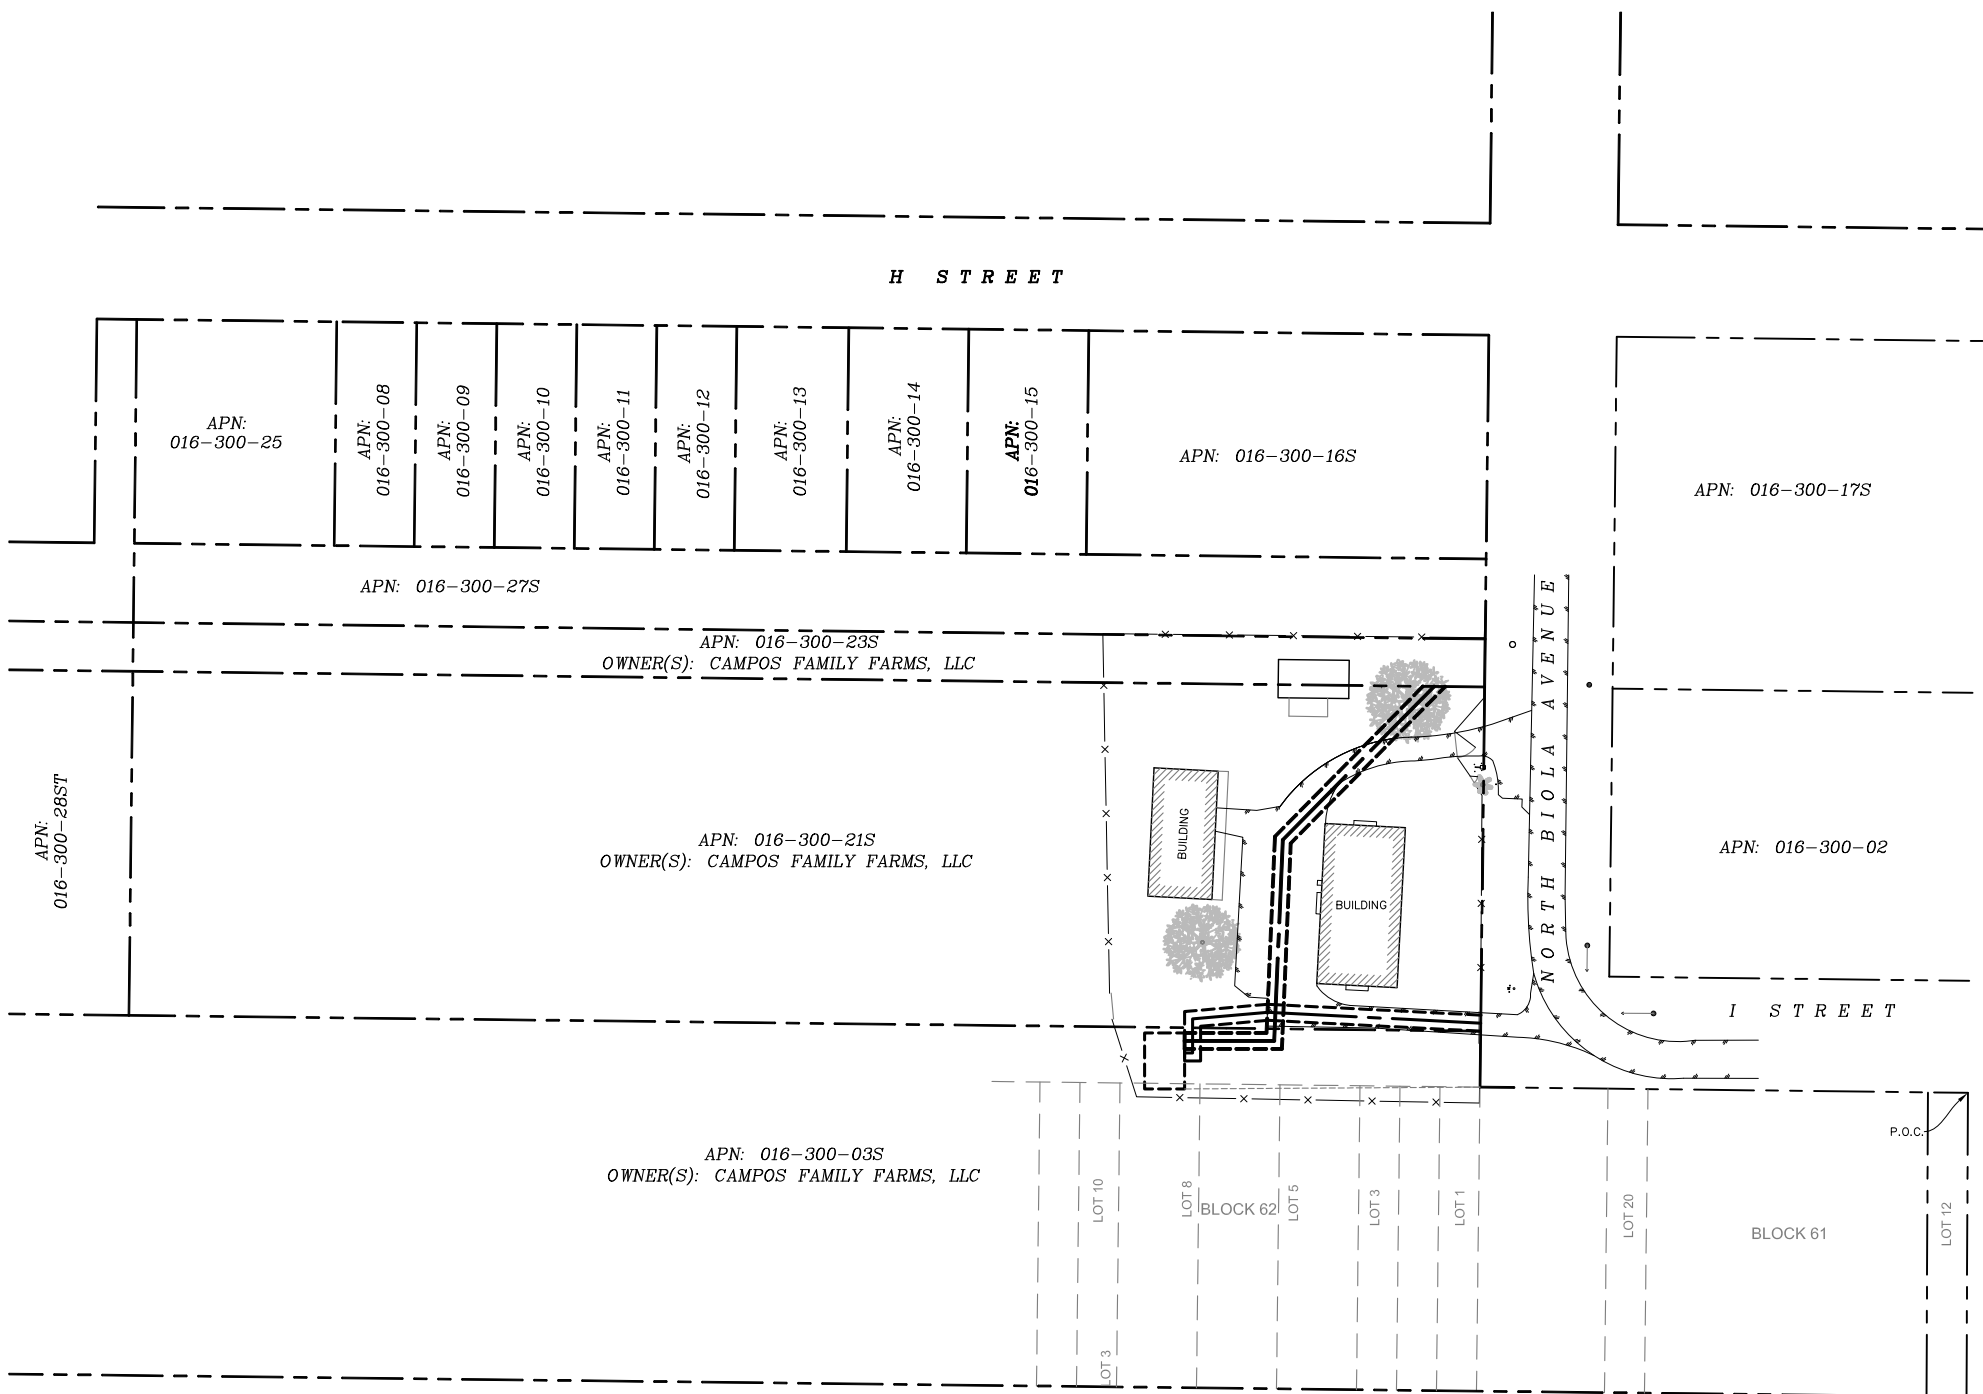 H STREET
APN:
016-300-25
APN:
016-300-08
APN:
016-300-09
APN:
016-300-10
APN:
016-300-11
APN:
016-300-12
APN:
016-300-13
APN:
016-300-14
APN:
016-300-15
APN: 016-300-16S
APN: 016-300-17S
APN: 016-300-27S
APN: 016-300-23S
OWNER(S): CAMPOS FAMILY FARMS, LLC
NORTH BIOLA AVENUE
APN:
016-300-28ST
APN: 016-300-21S
OWNER(S): CAMPOS FAMILY FARMS, LLC
BUILDING
BUILDING
APN: 016-300-02
I STREET
P.O.C.
APN: 016-300-03S
OWNER(S): CAMPOS FAMILY FARMS, LLC
LOT 10
LOT 8
BLOCK 62
LOT 5
LOT 3
LOT 1
LOT 20
BLOCK 61
LOT 12
LOT 3